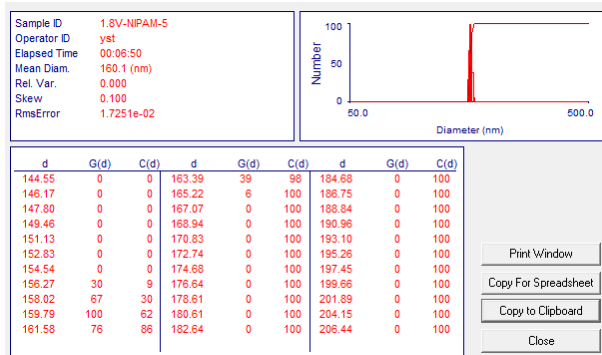 Sample ID 1.8V-NIPAM-5
Operator ID yst
Elapsed Time 00:06:50
Mean Diam. 160.1 (nm)
Rel. Var. 0.000
Skew 0.100
RmsError 1.7251e-02
Number
100
50
0
50.0 500.0
Diameter (nm)
d G(d) C(d) d G(d) C(d) d G(d) C(d)
144.55 0 0 163.39 39 98 184.68 0 100
146.17 0 0 165.22 6 100 186.75 0 100
147.80 0 0 167.07 0 100 188.84 0 100
149.46 0 0 168.94 0 100 190.96 0 100
151.13 0 0 170.83 0 100 193.10 0 100
152.83 0 0 172.74 0 100 195.26 0 100
154.54 0 0 174.68 0 100 197.45 0 100
156.27 30 9 176.64 0 100 199.66 0 100
158.02 67 30 178.61 0 100 201.89 0 100
159.79 100 62 180.61 0 100 204.15 0 100
161.58 76 86 182.64 0 100 206.44 0 100
Print Window
Copy For Spreadsheet
Copy to Clipboard
Close